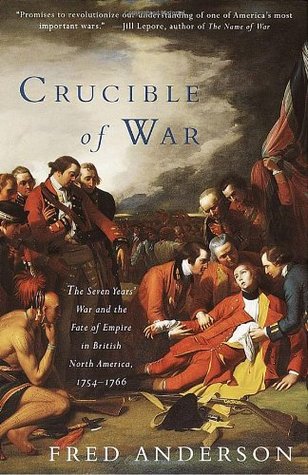 "Promises to revolutionize our understanding of one of America's most
important wars." —Jill Lepore, author of The Name of War
CRUCIBLE
of WAR
The Seven Years'
War and the
Fate of Empire
in British
North America,
1754–1766
FRED ANDERSON